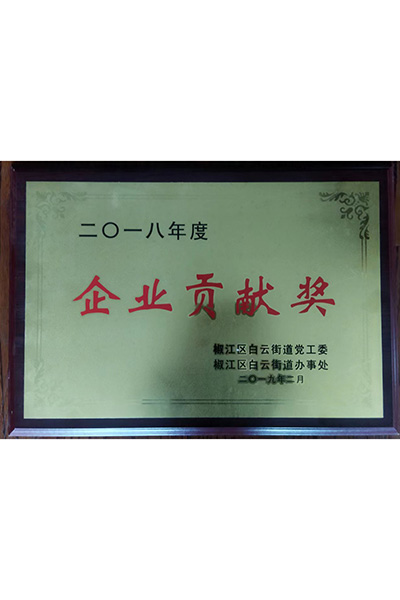 二〇一八年度
企业贡献奖
椒江区白云街道党工委
椒江区白云街道办事处
二〇一九年二月